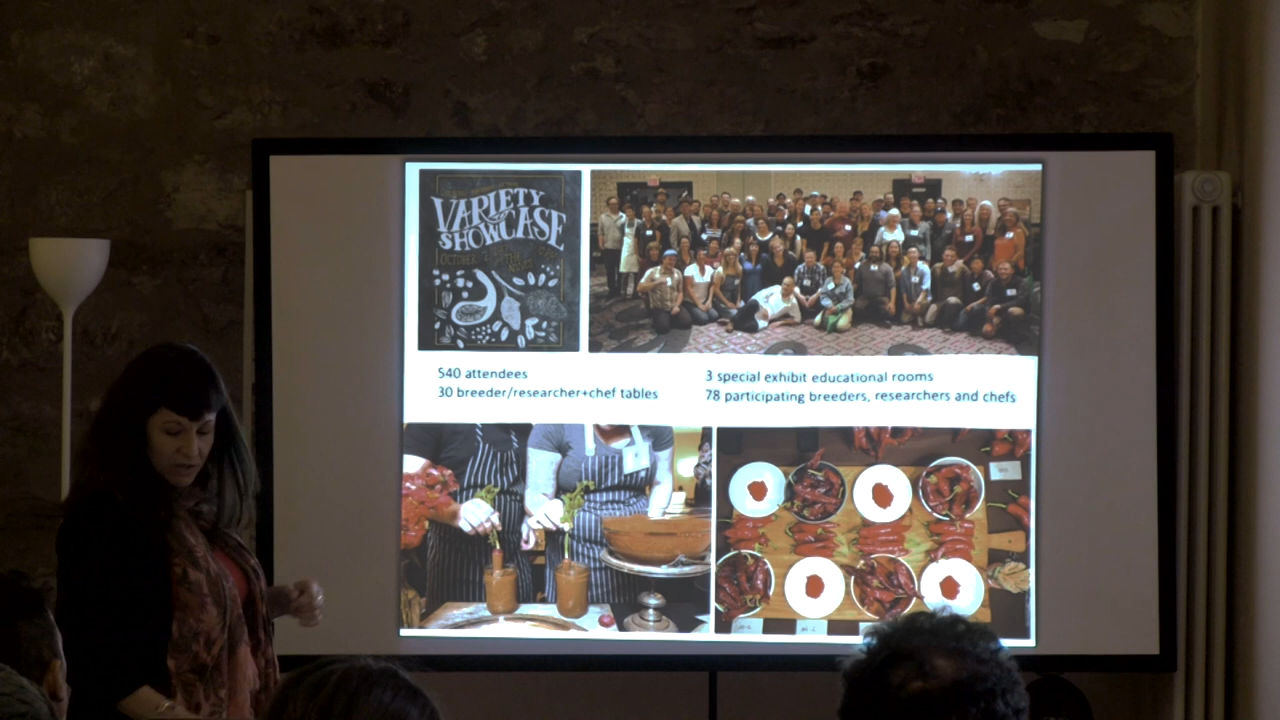 VARIETY
SHOWCASE
OCTOBER
540 attendees
30 breeder/researcher+chef tables
3 special exhibit educational rooms
78 participating breeders, researchers and chefs